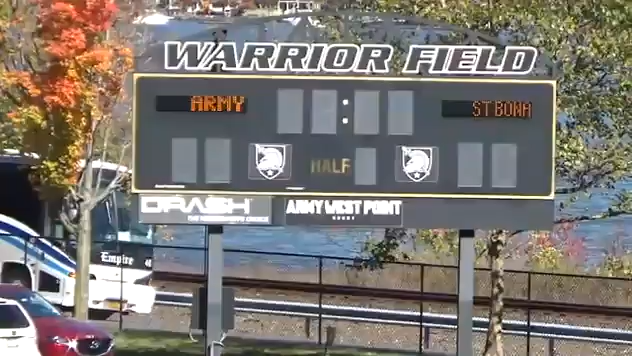 WARRIOR FIELD
ARMY
ST BONA
HALF
DRASH
ARMY WEST POINT
Empire